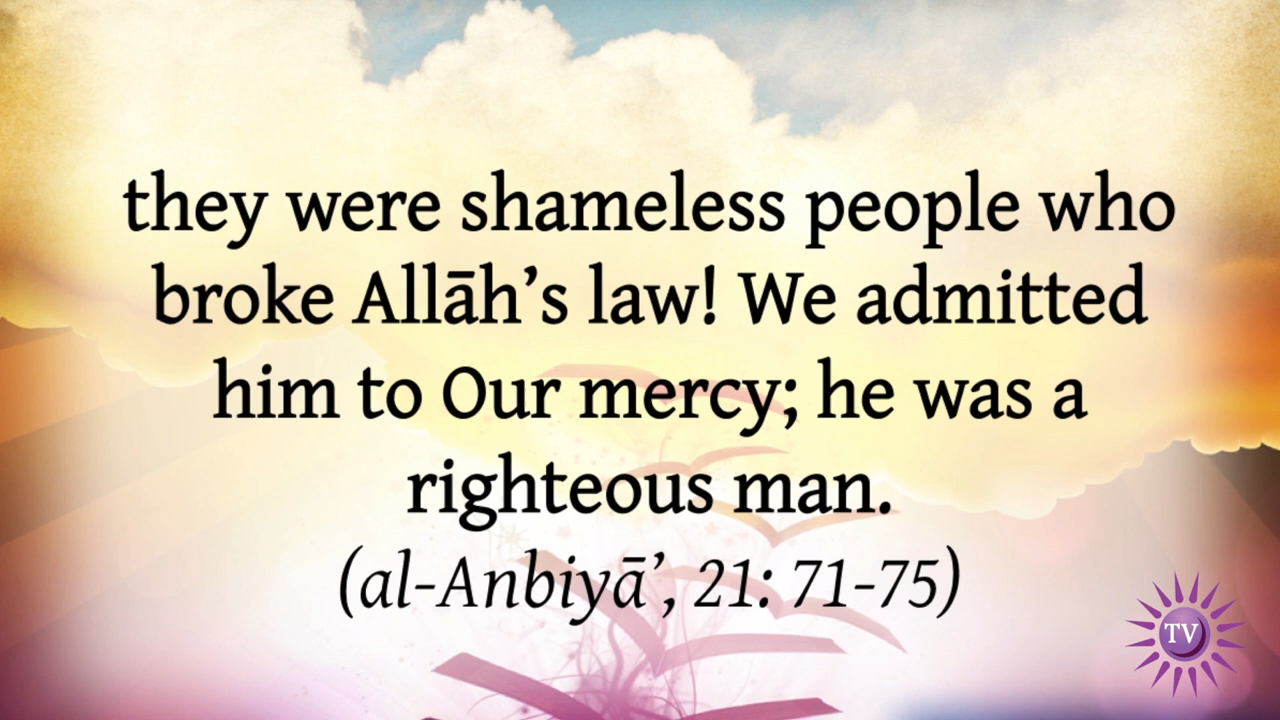 they were shameless people who
broke Allāh’s law! We admitted
him to Our mercy; he was a
righteous man.
(al-Anbiyā’, 21: 71-75)
TV